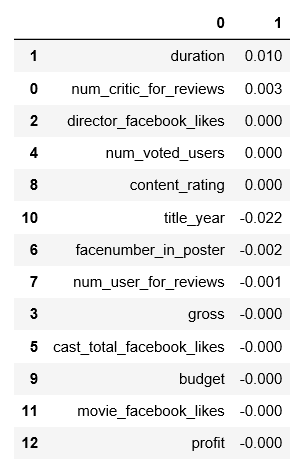 0 1
1 duration 0.010
0 num_critic_for_reviews 0.003
2 director_facebook_likes 0.000
4 num_voted_users 0.000
8 content_rating 0.000
10 title_year -0.022
6 facenumber_in_poster -0.002
7 num_user_for_reviews -0.001
3 gross -0.000
5 cast_total_facebook_likes -0.000
9 budget -0.000
11 movie_facebook_likes -0.000
12 profit -0.000